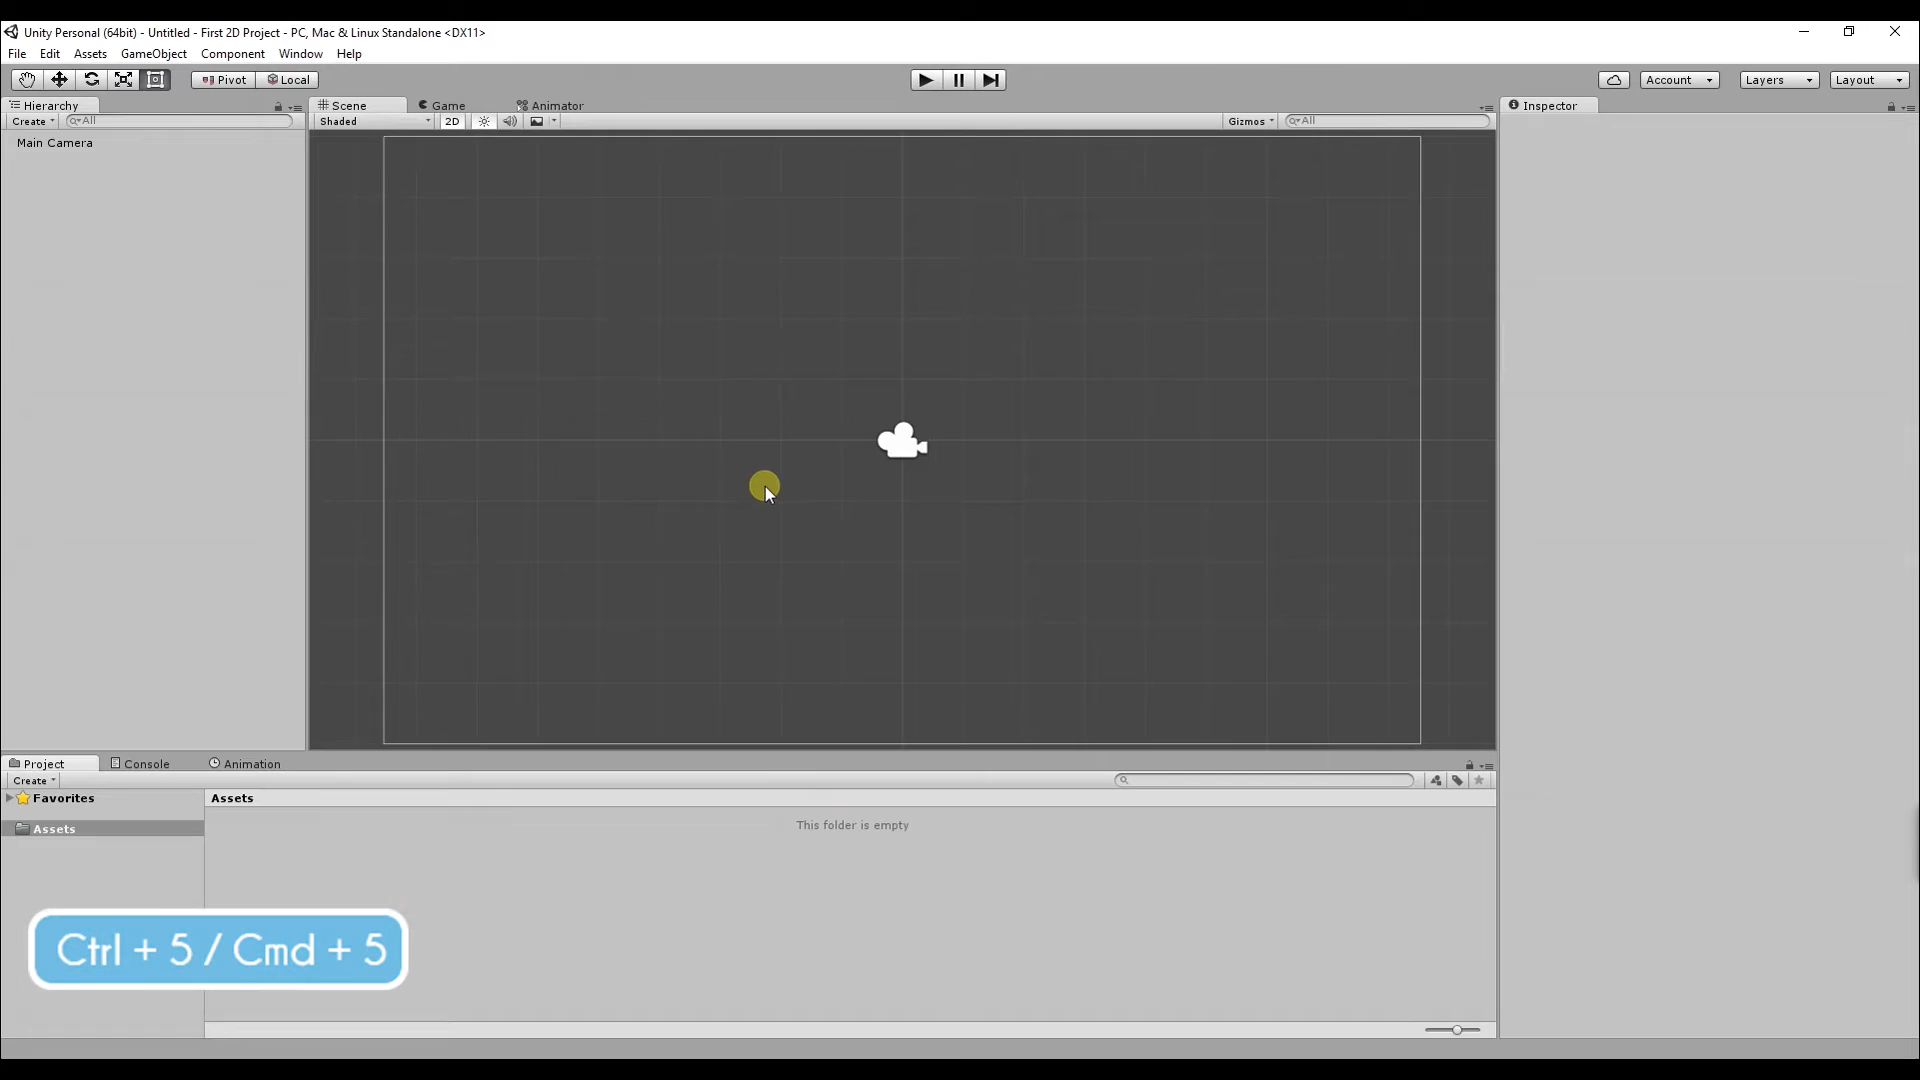 Unity Personal (64bit) - Untitled - First 2D Project - PC, Mac & Linux Standalone <DX11>
File Edit Assets GameObject Component Window Help
Pivot Local Account Layers Layout
Hierarchy Scene Game Animator Inspector
Create All Shaded 2D Gizmos All
Main Camera
Project Console Animation
Create
Favorites Assets
Assets This folder is empty
Ctrl + 5 / Cmd + 5